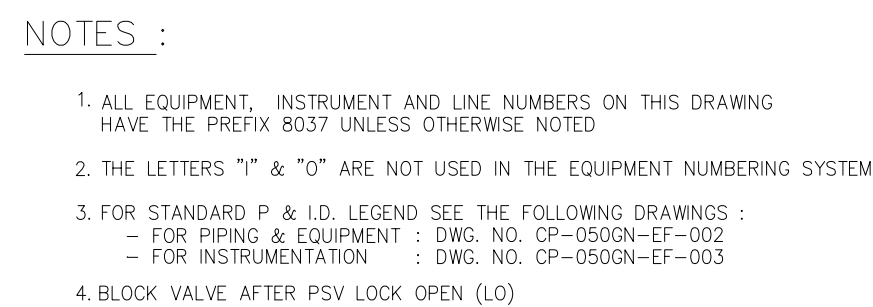 NOTES :
1. ALL EQUIPMENT, INSTRUMENT AND LINE NUMBERS ON THIS DRAWING
HAVE THE PREFIX 8037 UNLESS OTHERWISE NOTED
2. THE LETTERS "I" & "O" ARE NOT USED IN THE EQUIPMENT NUMBERING SYSTEM
3. FOR STANDARD P & I.D. LEGEND SEE THE FOLLOWING DRAWINGS :
– FOR PIPING & EQUIPMENT : DWG. NO. CP-050GN-EF-002
– FOR INSTRUMENTATION : DWG. NO. CP-050GN-EF-003
4. BLOCK VALVE AFTER PSV LOCK OPEN (LO)